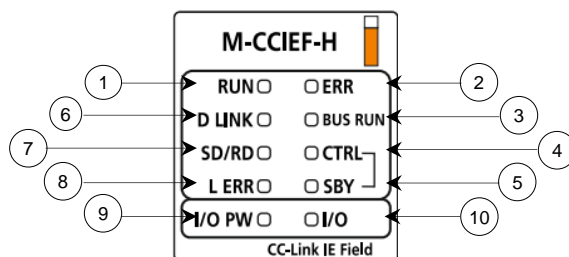 M-CCIEF-H
1 RUN ERR 2
6 D LINK BUS RUN 3
7 SD/RD CTRL 4
8 L ERR SBY 5
9 I/O PW I/O 10
CC-Link IE Field